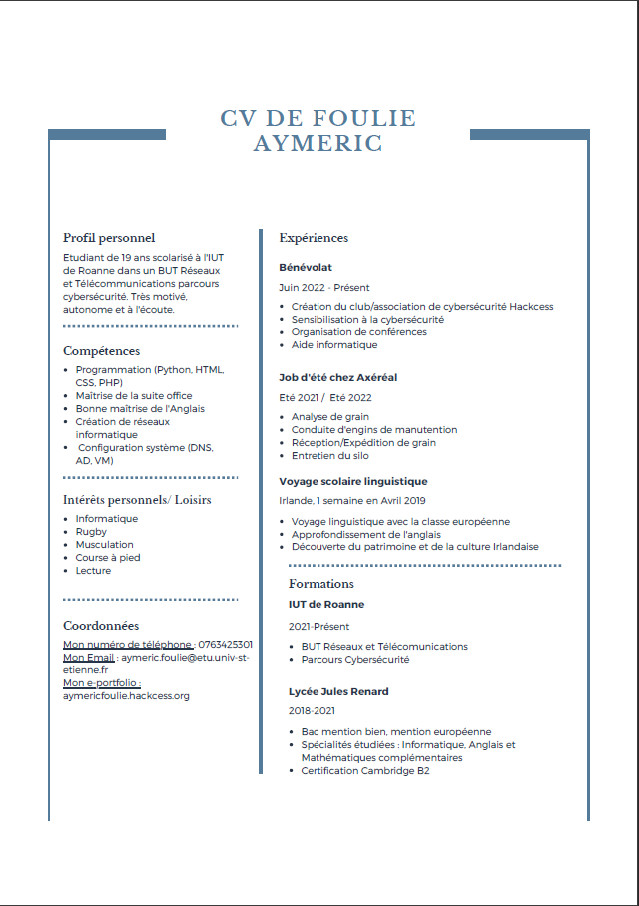 CV DE FOULIE
AYMERIC
Profil personnel
Etudiant de 19 ans scolarisé à l'IUT
de Roanne dans un BUT Réseaux
et Télécommunications parcours
cybersécurité. Très motivé,
autonome et à l'écoute.
Compétences
• Programmation (Python, HTML,
CSS, PHP)
• Maîtrise de la suite office
• Bonne maîtrise de l'Anglais
• Création de réseaux
informatique
• Configuration système (DNS,
AD, VM)
Intérêts personnels/ Loisirs
• Informatique
• Rugby
• Musculation
• Course à pied
• Lecture
Coordonnées
Mon numéro de téléphone : 0763425301
Mon Email : aymeric.foulie@etu.univ-st-
etienne.fr
Mon e-portfolio :
aymericfoulie.hackcess.org
Expériences
Bénévolat
Juin 2022 - Présent
• Création du club/association de cybersécurité Hackcess
• Sensibilisation à la cybersécurité
• Organisation de conférences
• Aide informatique
Job d'été chez Axéréal
Eté 2021 / Eté 2022
• Analyse de grain
• Conduite d'engins de manutention
• Réception/Expédition de grain
• Entretien du silo
Voyage scolaire linguistique
Irlande, 1 semaine en Avril 2019
• Voyage linguistique avec la classe européenne
• Approfondissement de l'anglais
• Découverte du patrimoine et de la culture Irlandaise
Formations
IUT de Roanne
2021-Présent
• BUT Réseaux et Télécomunications
• Parcours Cybersécurité
Lycée Jules Renard
2018-2021
• Bac mention bien, mention européenne
• Spécialités étudiées : Informatique, Anglais et
Mathématiques complémentaires
• Certification Cambridge B2